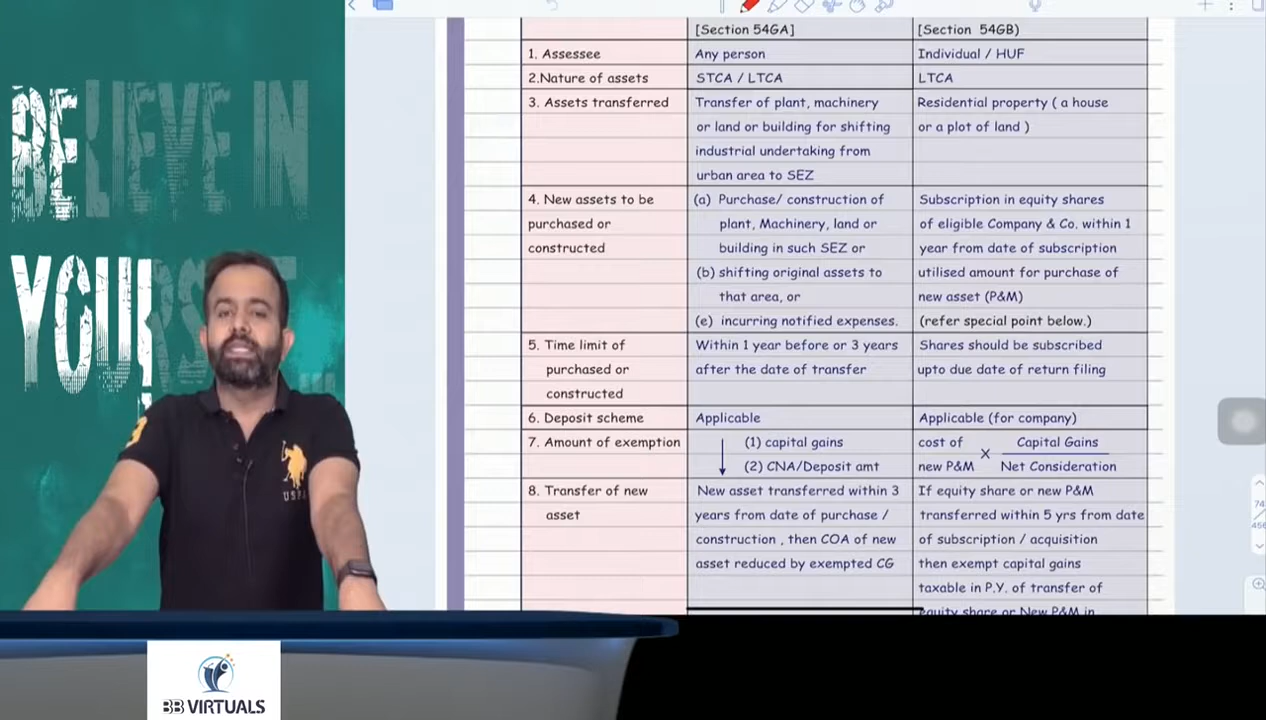 BELIEVE IN
YOURS
[Section 54GA]
[Section 54GB)
1. Assessee
Any person
Individual / HUF
2.Nature of assets
STCA / LTCA
LTCA
3. Assets transferred
Transfer of plant, machinery
or land or building for shifting
industrial undertaking from
urban area to SEZ
Residential property ( a house
or a plot of land )
4. New assets to be
purchased or
constructed
(a) Purchase/ construction of
plant, Machinery, land or
building in such SEZ or
(b) shifting original assets to
that area, or
(e) incurring notified expenses.
Subscription in equity shares
of eligible Company & Co. within 1
year from date of subscription
utilised amount for purchase of
new asset (P&M)
(refer special point below.)
5. Time limit of
purchased or
constructed
Within 1 year before or 3 years
after the date of transfer
Shares should be subscribed
upto due date of return filing
6. Deposit scheme
Applicable
Applicable (for company)
7. Amount of exemption
(1) capital gains
(2) CNA/Deposit amt
cost of
new P&M
X
Capital Gains
Net Consideration
8. Transfer of new
asset
New asset transferred within 3
years from date of purchase /
construction , then COA of new
asset reduced by exempted CG
If equity share or new P&M
transferred within 5 yrs from date
of subscription / acquisition
then exempt capital gains
taxable in P.Y. of transfer of
equity share or New P&M in
74
/
456
USPA
BB VIRTUALS